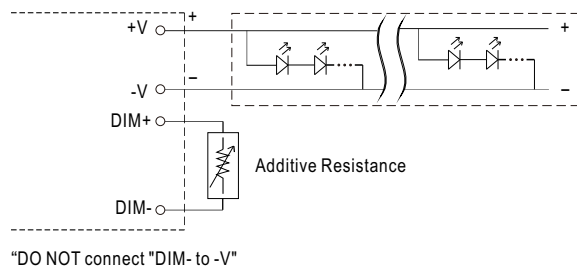 +V
+
+
-V
–
–
DIM+
Additive Resistance
DIM-
“DO NOT connect "DIM- to -V"